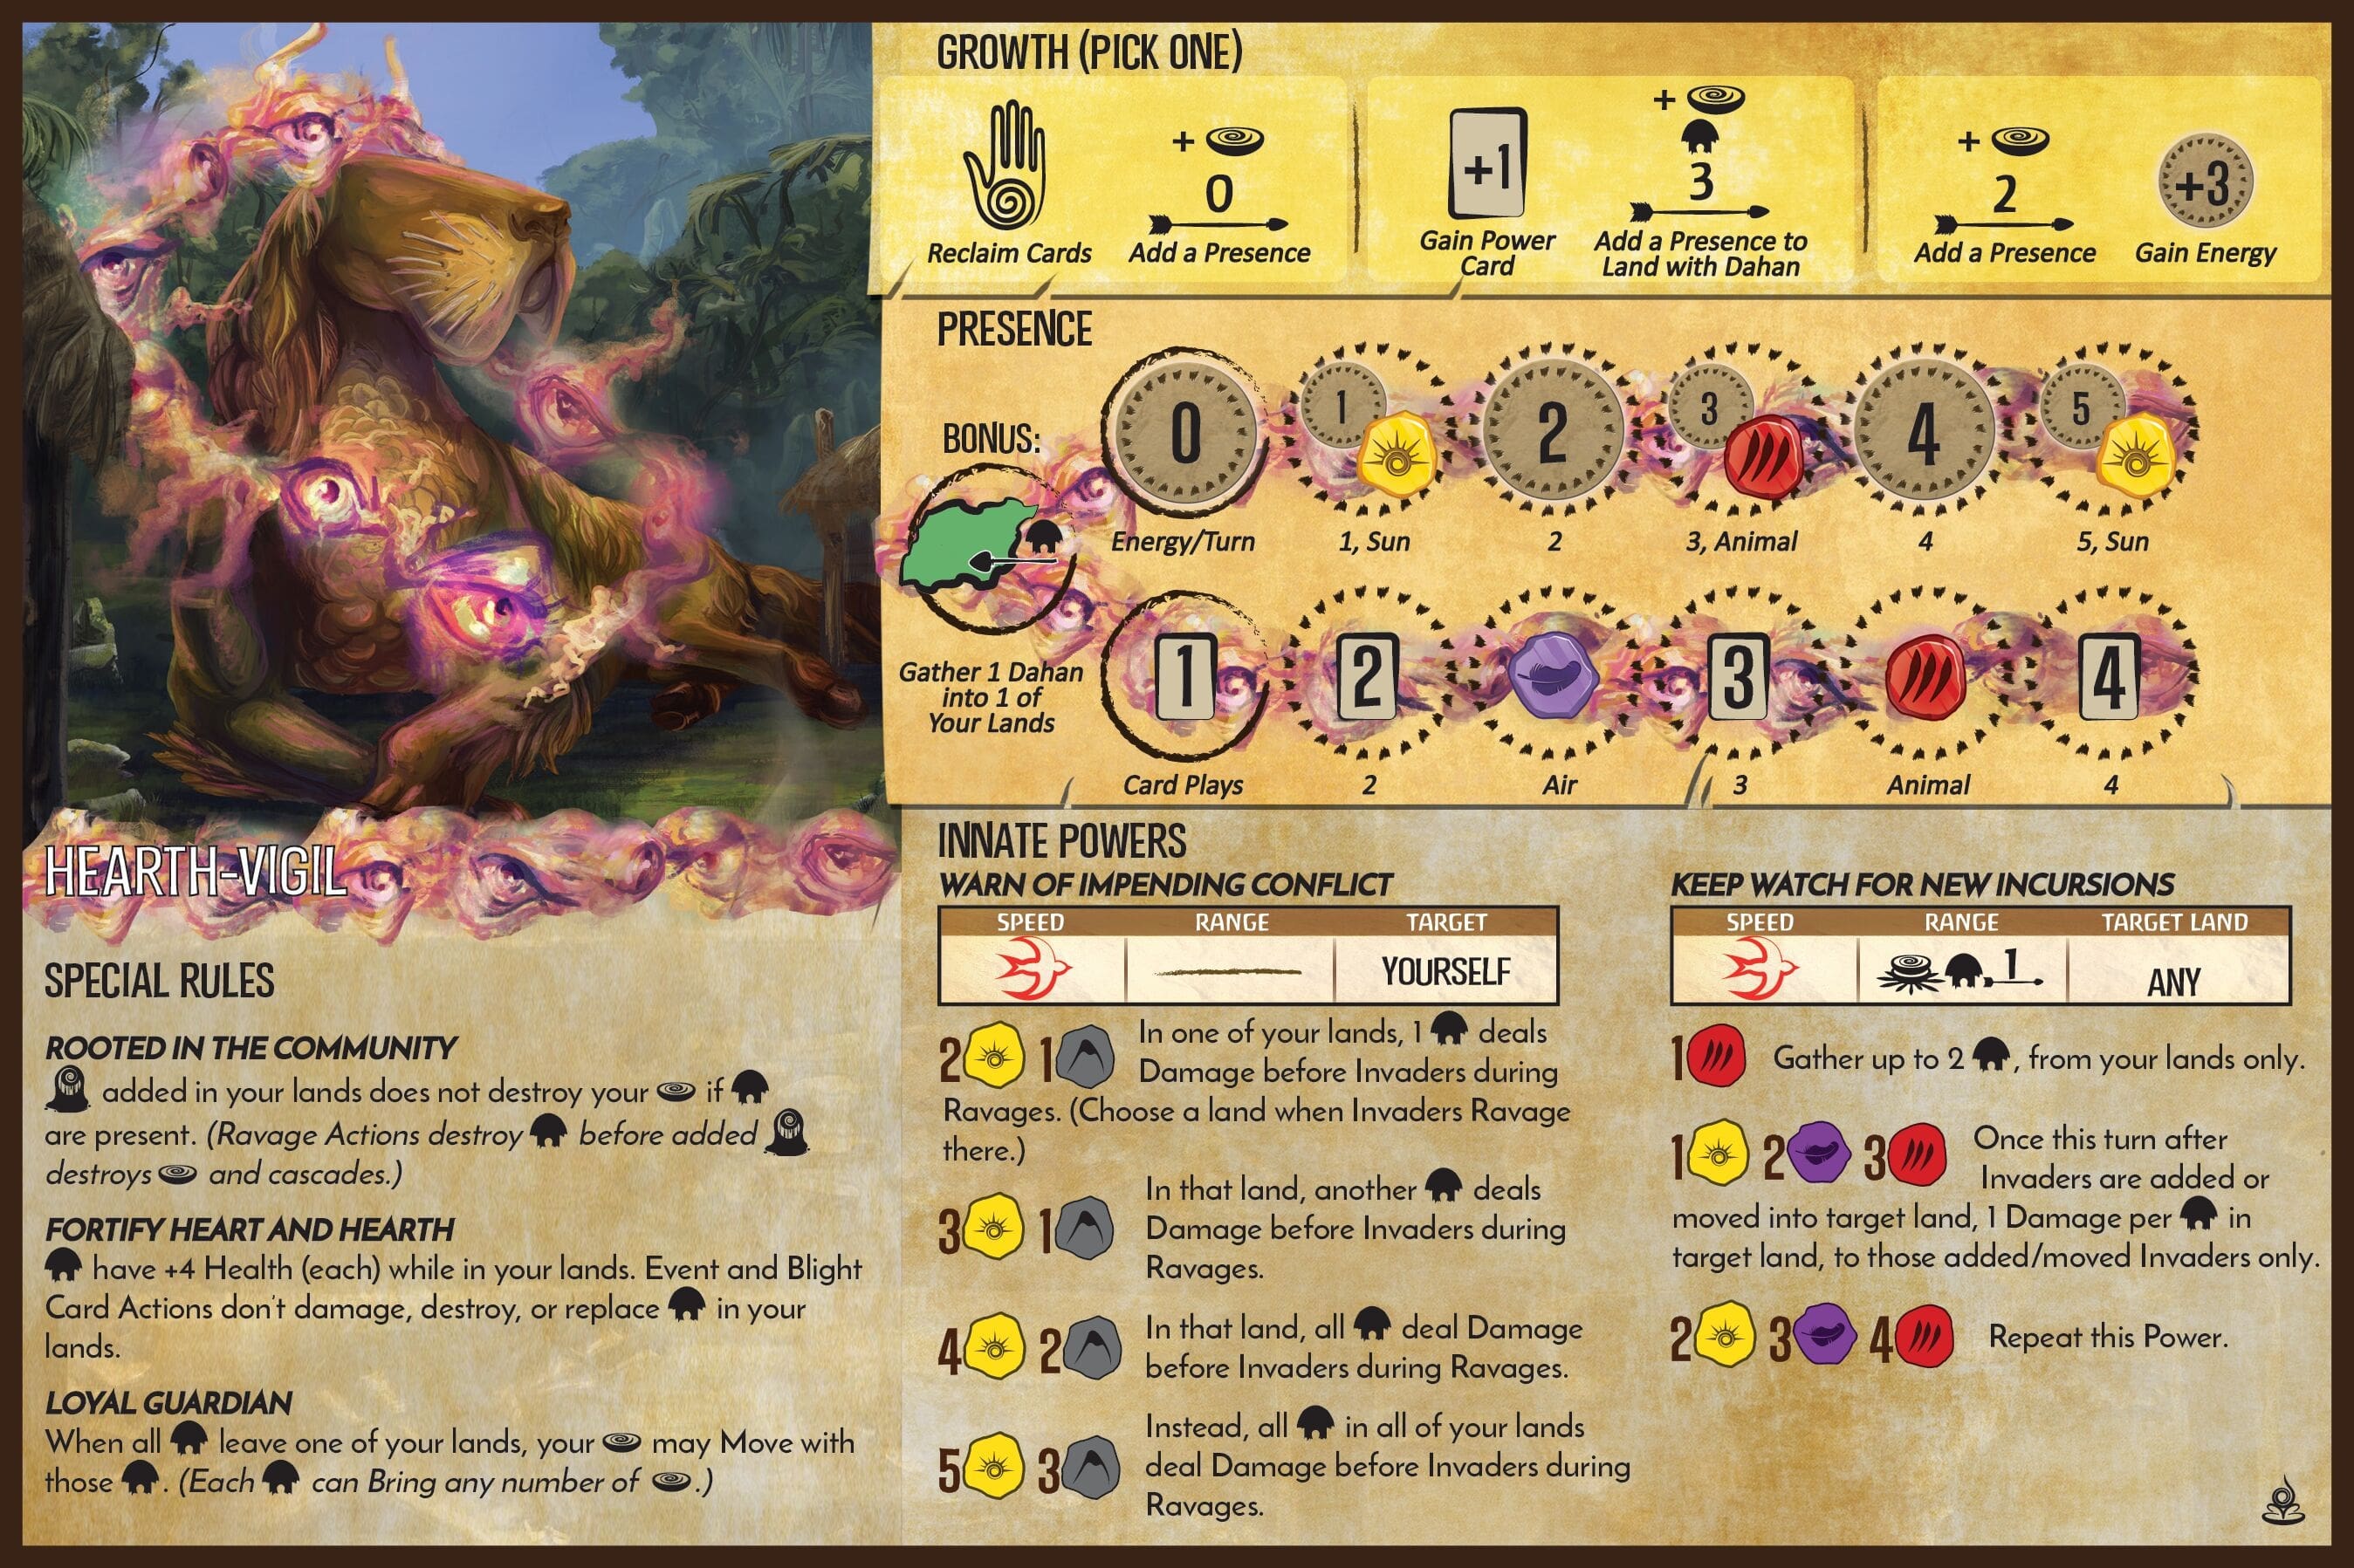 GROWTH (PICK ONE)
Reclaim Cards
+
0
Add a Presence
+1
Gain Power
Card
+
3
Add a Presence to
Land with Dahan
+
2
Add a Presence
+3
Gain Energy
PRESENCE
BONUS:
Gather 1 Dahan
into 1 of
Your Lands
0 1 2 3 4 5
Energy/Turn 1, Sun 2 3, Animal 4 5, Sun
1 2 3 4
Card Plays 2 Air 3 Animal 4
HEARTH-VIGIL
SPECIAL RULES
ROOTED IN THE COMMUNITY
added in your lands does not destroy your if
are present. (Ravage Actions destroy before added
destroys and cascades.)
FORTIFY HEART AND HEARTH
have +4 Health (each) while in your lands. Event and Blight
Card Actions don't damage, destroy, or replace in your
lands.
LOYAL GUARDIAN
When all leave one of your lands, your may Move with
those . (Each can Bring any number of .)
INNATE POWERS
WARN OF IMPENDING CONFLICT
SPEED RANGE TARGET
YOURSELF
2 1 In one of your lands, 1 deals
Damage before Invaders during
Ravages. (Choose a land when Invaders Ravage
there.)
3 1 In that land, another deals
Damage before Invaders during
Ravages.
4 2 In that land, all deal Damage
before Invaders during Ravages.
5 3 Instead, all in all of your lands
deal Damage before Invaders during
Ravages.
KEEP WATCH FOR NEW INCURSIONS
SPEED RANGE TARGET LAND
, 1 ANY
1 Gather up to 2 , from your lands only.
1 2 3 Once this turn after
Invaders are added or
moved into target land, 1 Damage per in
target land, to those added/moved Invaders only.
2 3 4 Repeat this Power.